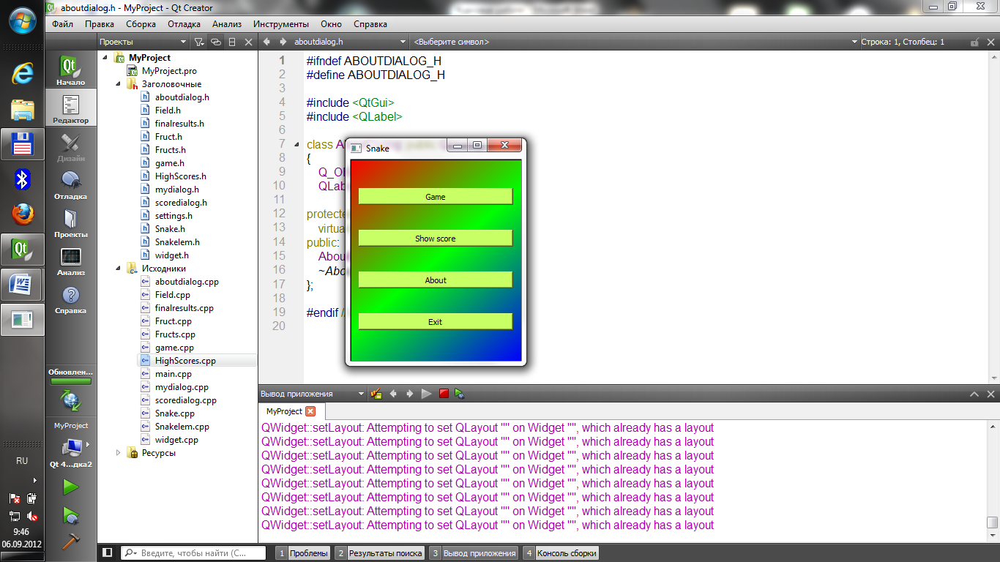 aboutdialog.h - MyProject - Qt Creator
Файл Правка Сборка Отладка Анализ Инструменты Окно Справка
Проекты
aboutdialog.h
<Выберите символ>
Строка: 1, Столбец: 1
Начало
Редактор
Дизайн
Отладка
Проекты
Анализ
Справка
Обновлен...
MyProject
Qt 4...дка2
RU
9:46
06.09.2012
MyProject
MyProject.pro
Заголовочные
aboutdialog.h
Field.h
finalresults.h
Fruct.h
Fructs.h
game.h
HighScores.h
mydialog.h
scoredialog.h
settings.h
Snake.h
Snakelem.h
widget.h
Исходники
aboutdialog.cpp
Field.cpp
finalresults.cpp
Fruct.cpp
Fructs.cpp
game.cpp
HighScores.cpp
main.cpp
mydialog.cpp
scoredialog.cpp
Snake.cpp
Snakelem.cpp
widget.cpp
Ресурсы
1 #ifndef ABOUTDIALOG_H
2 #define ABOUTDIALOG_H
3
4 #include <QtGui>
5 #include <QLabel>
6
7 class A
8 {
9 Q_O
10 QLab
11
12 protecte
13 virtua
14 public:
15 Abou
16 ~Abo
17 };
18
19 #endif /
20
Snake
Game
Show score
About
Exit
Вывод приложения
MyProject
QWidget::setLayout: Attempting to set QLayout "" on Widget "", which already has a layout
QWidget::setLayout: Attempting to set QLayout "" on Widget "", which already has a layout
QWidget::setLayout: Attempting to set QLayout "" on Widget "", which already has a layout
QWidget::setLayout: Attempting to set QLayout "" on Widget "", which already has a layout
QWidget::setLayout: Attempting to set QLayout "" on Widget "", which already has a layout
QWidget::setLayout: Attempting to set QLayout "" on Widget "", which already has a layout
QWidget::setLayout: Attempting to set QLayout "" on Widget "", which already has a layout
QWidget::setLayout: Attempting to set QLayout "" on Widget "", which already has a layout
Введите, чтобы найти (С...
1 Проблемы 2 Результаты поиска 3 Вывод приложения 4 Консоль сборки